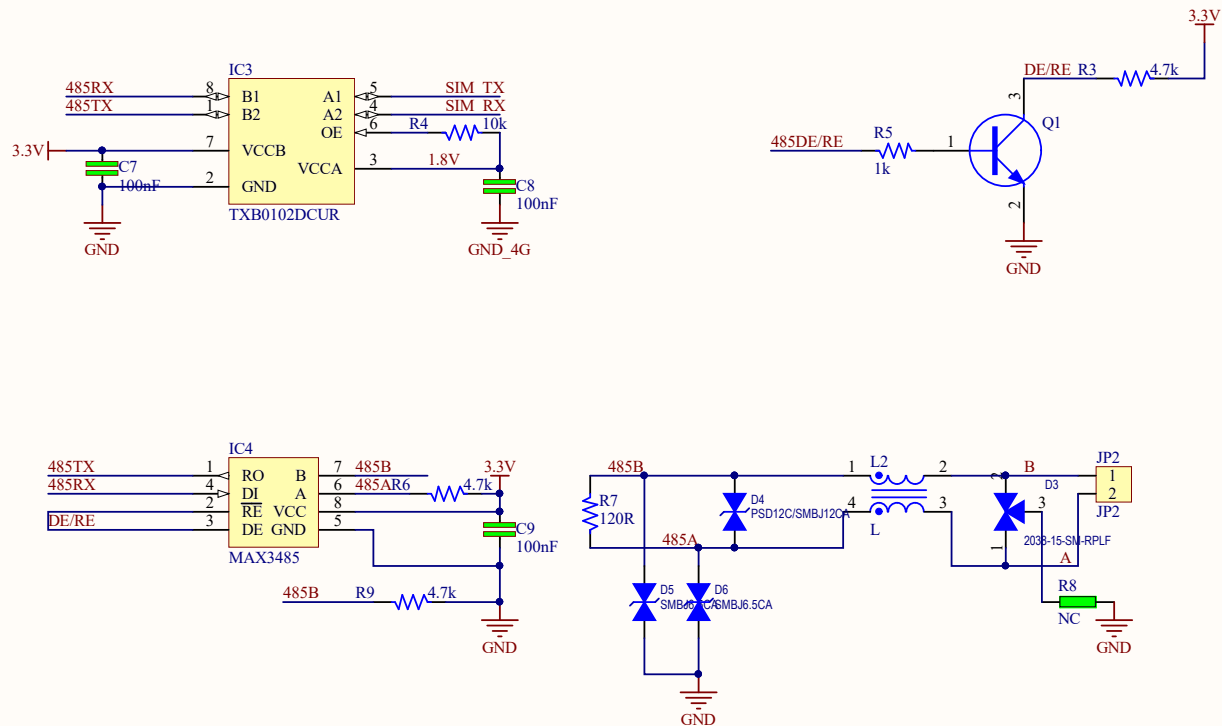 IC3
485RX 8 B1 A1 5 SIM_TX
485TX 1 B2 A2 4 SIM_RX
OE 6 R4 10k
3.3V 7 VCCB
VCCA 3 1.8V
C7
100nF
2 GND
C8
100nF
TXB0102DCUR
GND
GND_4G
3.3V
DE/RE R3 4.7k
3
Q1
485DE/RE R5 1
1k
2
GND
IC4
485TX 1 RO B 7 485B 3.3V
485RX 4 DI A 6 485A R6 4.7k
2 RE VCC 8
DE/RE 3 DE GND 5
C9
100nF
MAX3485
485B R9 4.7k
GND
485B 1 L2 2 B JP2
2 D3 1
2
JP2
R7
120R
D4
PSD12C/SMBJ12CA
4 3
L
3
2038-15-SM-RPLF
485A 1 A
D5 D6
SMBJ6.5CA SMBJ6.5CA
R8
NC
GND
GND